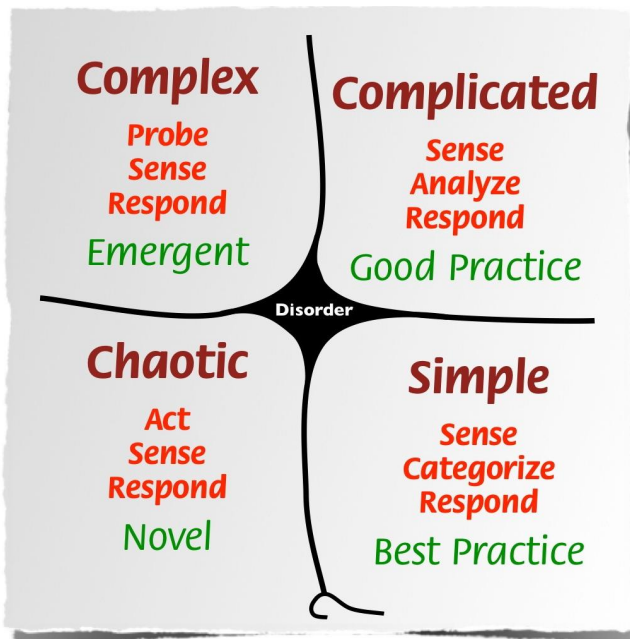 Complex
Probe
Sense
Respond
Emergent
Complicated
Sense
Analyze
Respond
Good Practice
Disorder
Chaotic
Act
Sense
Respond
Novel
Simple
Sense
Categorize
Respond
Best Practice